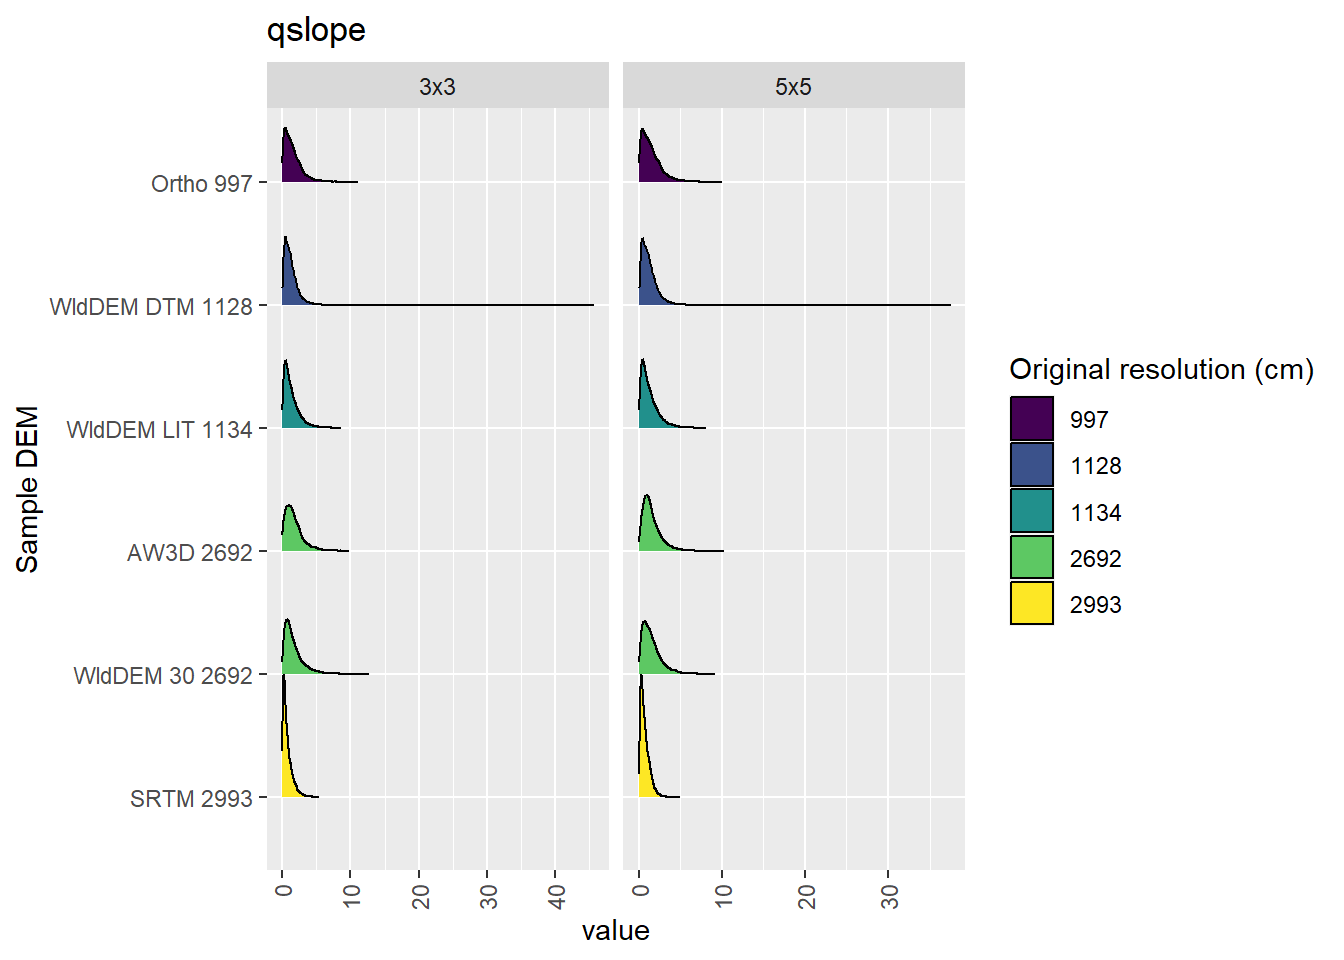 qslope
3x3
5x5
Ortho 997
WldDEM DTM 1128
WldDEM LIT 1134
AW3D 2692
WldDEM 30 2692
SRTM 2993
Sample DEM
0 10 20 30 40
0 10 20 30
value
Original resolution (cm)
997
1128
1134
2692
2993